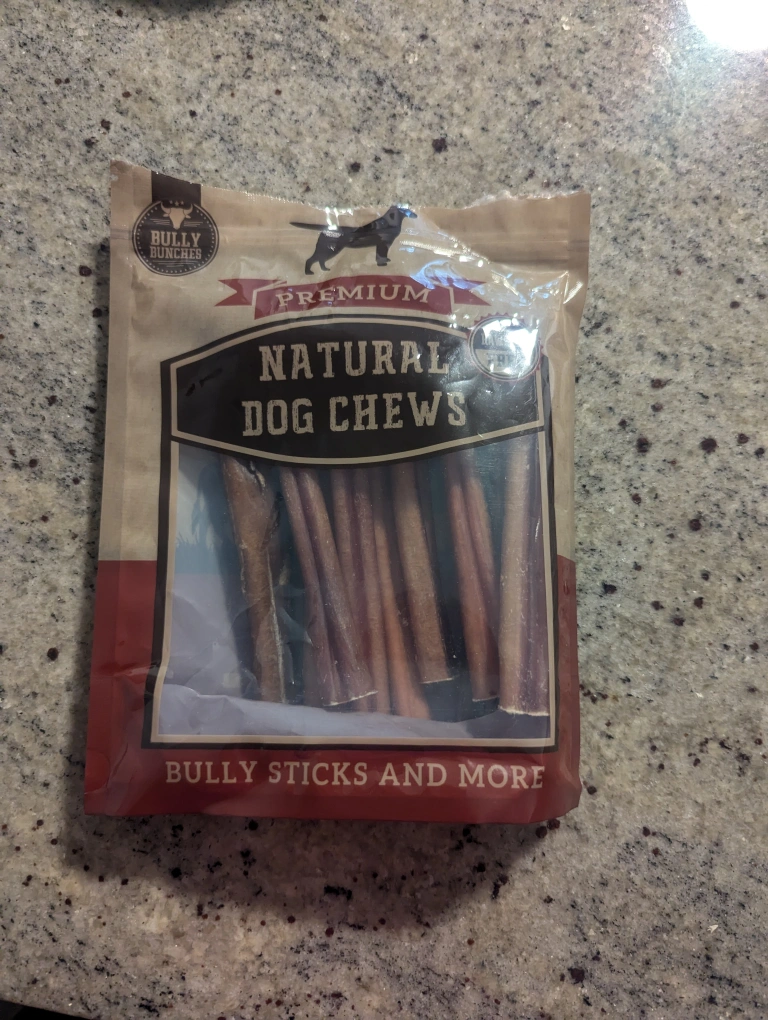 BULLY
BUNCHES
PREMIUM
NATURAL
DOG CHEWS
BULLY STICKS AND MORE